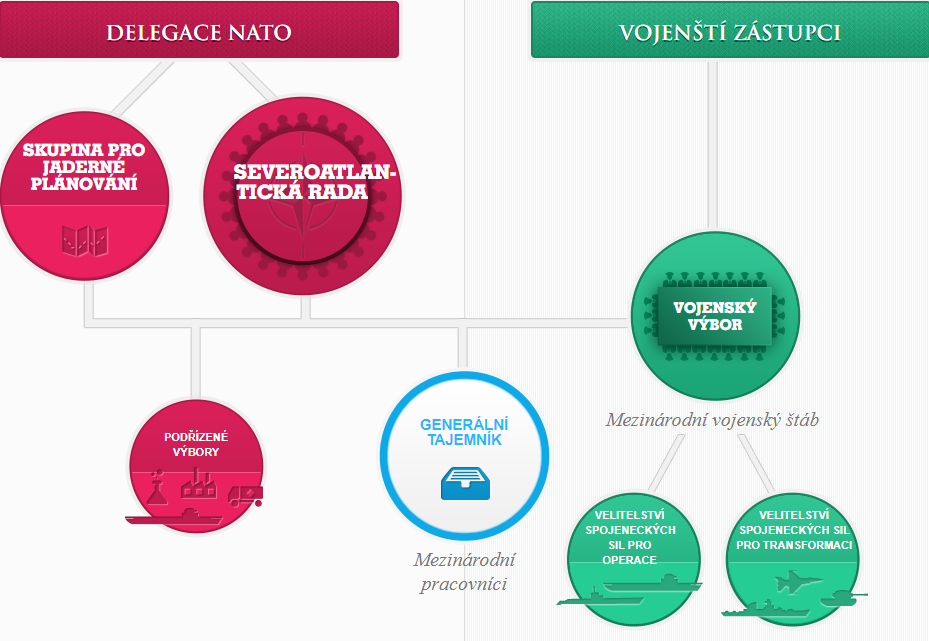 DELEGACE NATO
VOJENŠTÍ ZÁSTUPCI
SKUPINA PRO
JADERNÉ
PLÁNOVÁNÍ
SEVEROATLAN-
TICKÁ RADA
VOJENSKÝ
VÝBOR
Mezinárodní vojenský štáb
PODŘÍZENÉ
VÝBORY
GENERÁLNÍ
TAJEMNÍK
Mezinárodní
pracovníci
VELITELSTVÍ
SPOJENECKÝCH
SIL PRO
OPERACE
VELITELSTVÍ
SPOJENECKÝCH SIL
PRO TRANSFORMACI